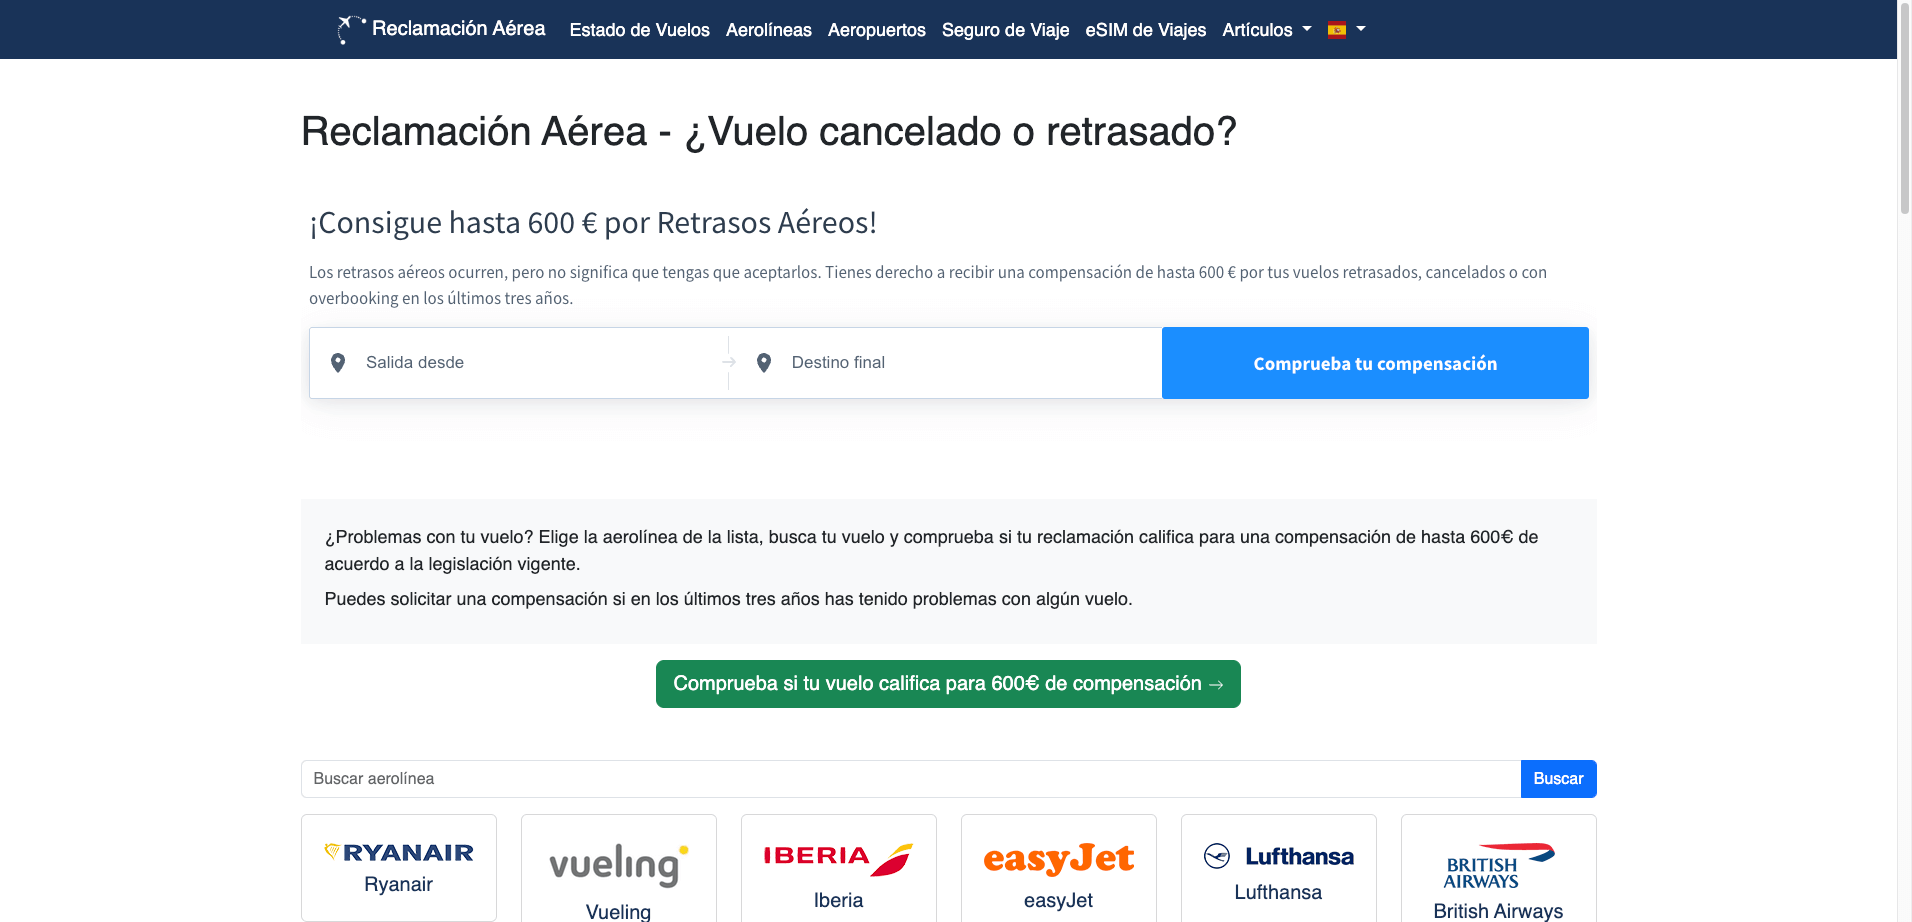 Reclamación Aérea Estado de Vuelos Aerolíneas Aeropuertos Seguro de Viaje eSIM de Viajes Artículos
Reclamación Aérea - ¿Vuelo cancelado o retrasado?
¡Consigue hasta 600 € por Retrasos Aéreos!
Los retrasos aéreos ocurren, pero no significa que tengas que aceptarlos. Tienes derecho a recibir una compensación de hasta 600 € por tus vuelos retrasados, cancelados o con
overbooking en los últimos tres años.
Salida desde Destino final Comprueba tu compensación
¿Problemas con tu vuelo? Elige la aerolínea de la lista, busca tu vuelo y comprueba si tu reclamación califica para una compensación de hasta 600€ de
acuerdo a la legislación vigente.
Puedes solicitar una compensación si en los últimos tres años has tenido problemas con algún vuelo.
Comprueba si tu vuelo califica para 600€ de compensación →
Buscar aerolínea Buscar
RYANAIR
Ryanair
vueling
Vueling
IBERIA
Iberia
easyJet
easyJet
Lufthansa
Lufthansa
BRITISH
AIRWAYS
British Airways